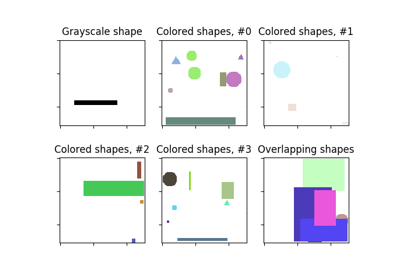 Grayscale shape
Colored shapes, #0
Colored shapes, #1
Colored shapes, #2
Colored shapes, #3
Overlapping shapes